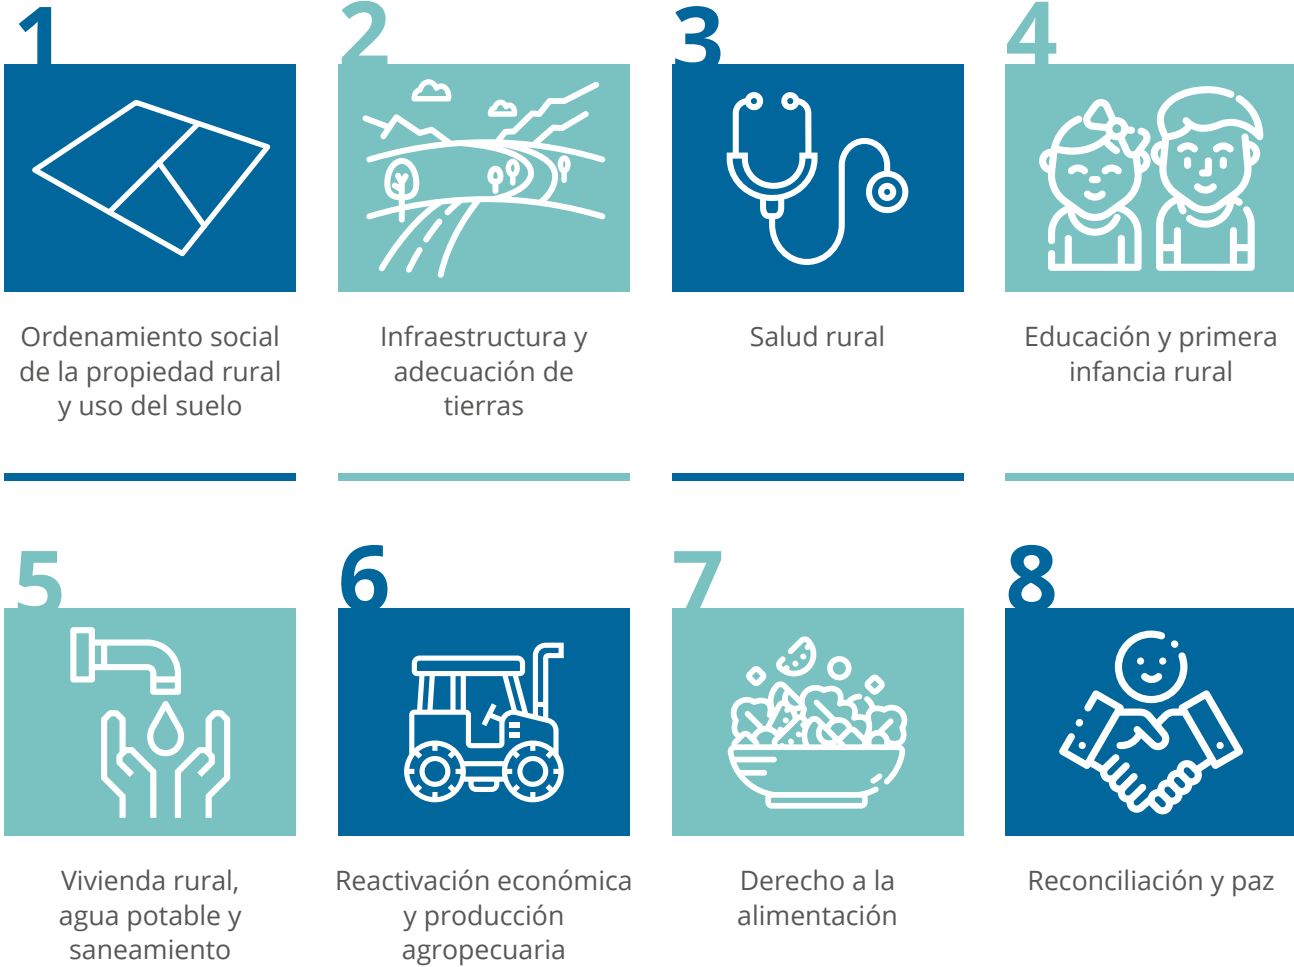 1
2
3
4
Ordenamiento social
de la propiedad rural
y uso del suelo
Infraestructura y
adecuación de
tierras
Salud rural
Educación y primera
infancia rural
5
6
7
8
Vivienda rural,
agua potable y
saneamiento
Reactivación económica
y producción
agropecuaria
Derecho a la
alimentación
Reconciliación y paz